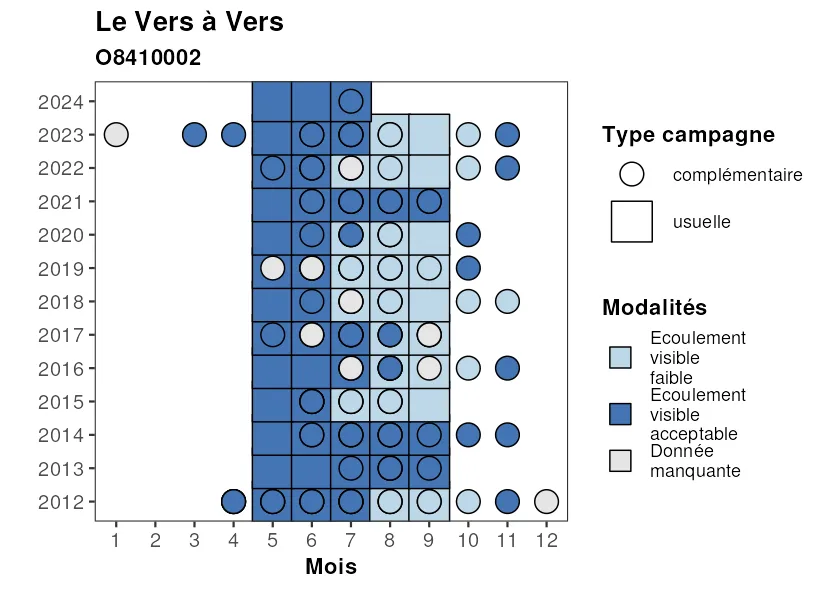 Le Vers à Vers
O8410002
2024
2023
2022
2021
2020
2019
2018
2017
2016
2015
2014
2013
2012
1 2 3 4 5 6 7 8 9 10 11 12
Mois
Type campagne
complémentaire
usuelle
Modalités
Ecoulement
visible
faible
Ecoulement
visible
acceptable
Donnée
manquante